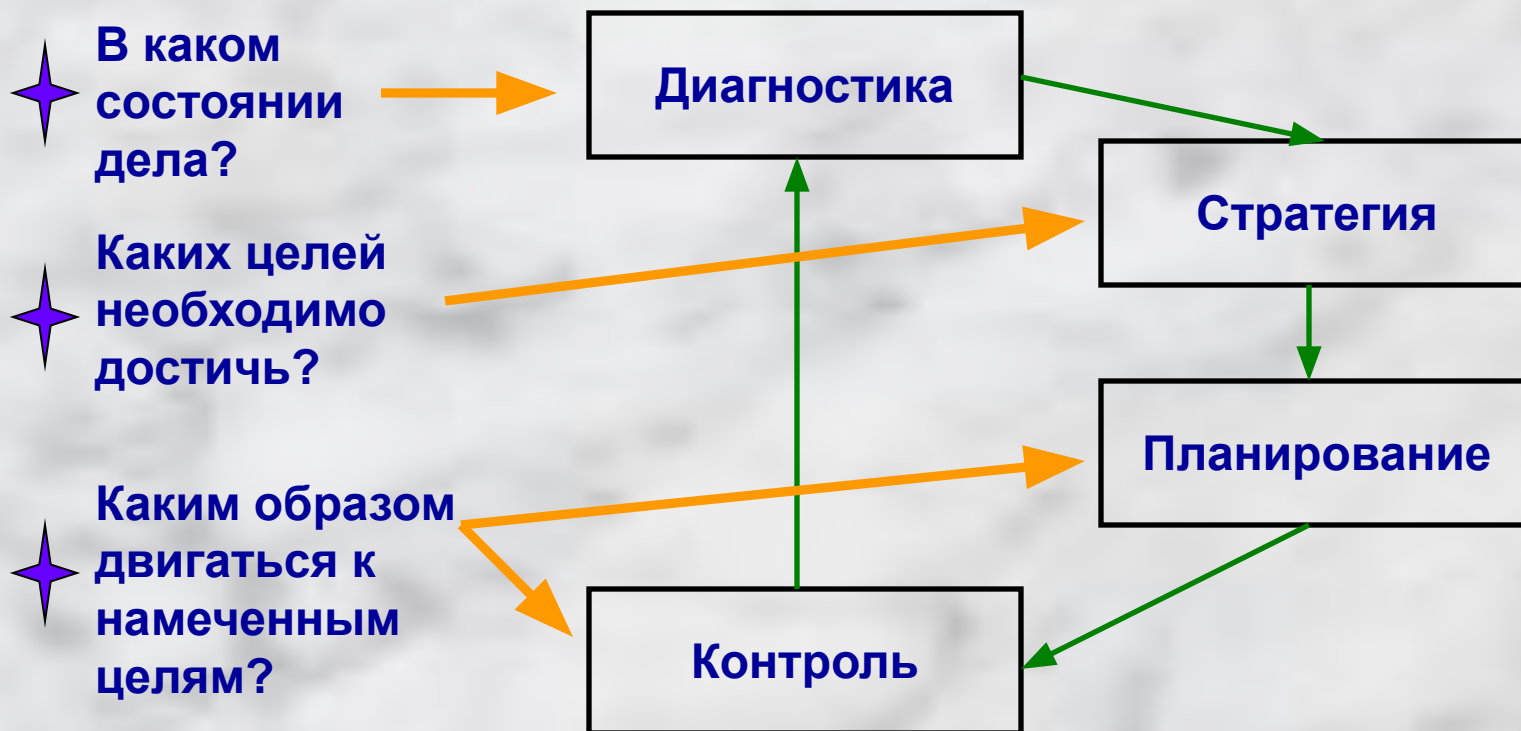 В каком
состоянии
дела?
Диагностика
Стратегия
Каких целей
необходимо
достичь?
Планирование
Каким образом
двигаться к
намеченным
целям?
Контроль